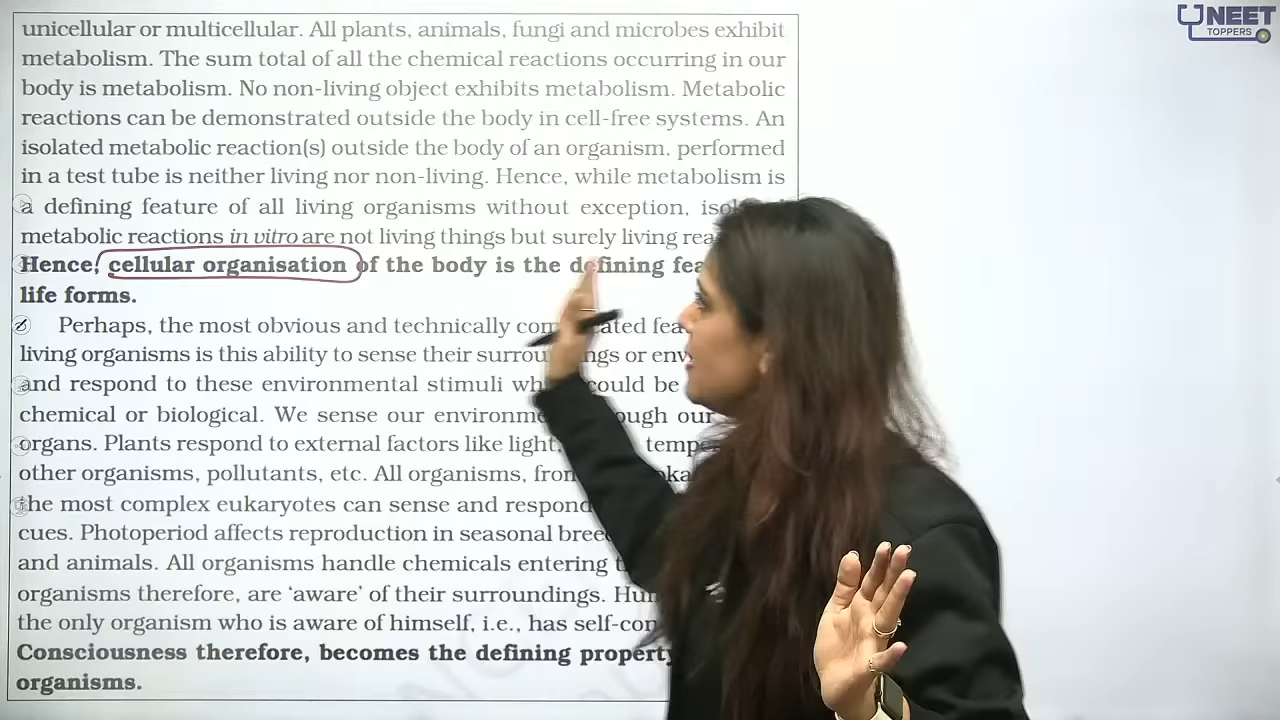 unicellular or multicellular. All plants, animals, fungi and microbes exhibit
metabolism. The sum total of all the chemical reactions occurring in our
body is metabolism. No non-living object exhibits metabolism. Metabolic
reactions can be demonstrated outside the body in cell-free systems. An
isolated metabolic reaction(s) outside the body of an organism, performed
in a test tube is neither living nor non-living. Hence, while metabolism is
a defining feature of all living organisms without exception,
metabolic reactions in vitro are not living things but surely living
Hence, cellular organisation of the body is the defining
life forms.
Perhaps, the most obvious and technically
living organisms is this ability to sense their
and respond to these environmental stimuli could be
chemical or biological. We sense our our
organs. Plants respond to external factors like light,
other organisms, pollutants, etc. All organisms,
the most complex eukaryotes can sense and respond
cues. Photoperiod affects reproduction in seasonal
and animals. All organisms handle chemicals entering
organisms therefore, are ‘aware’ of their surroundings.
the only organism who is aware of himself, i.e., has
Consciousness therefore, becomes the defining property
organisms.
UNEET
TOPPERS